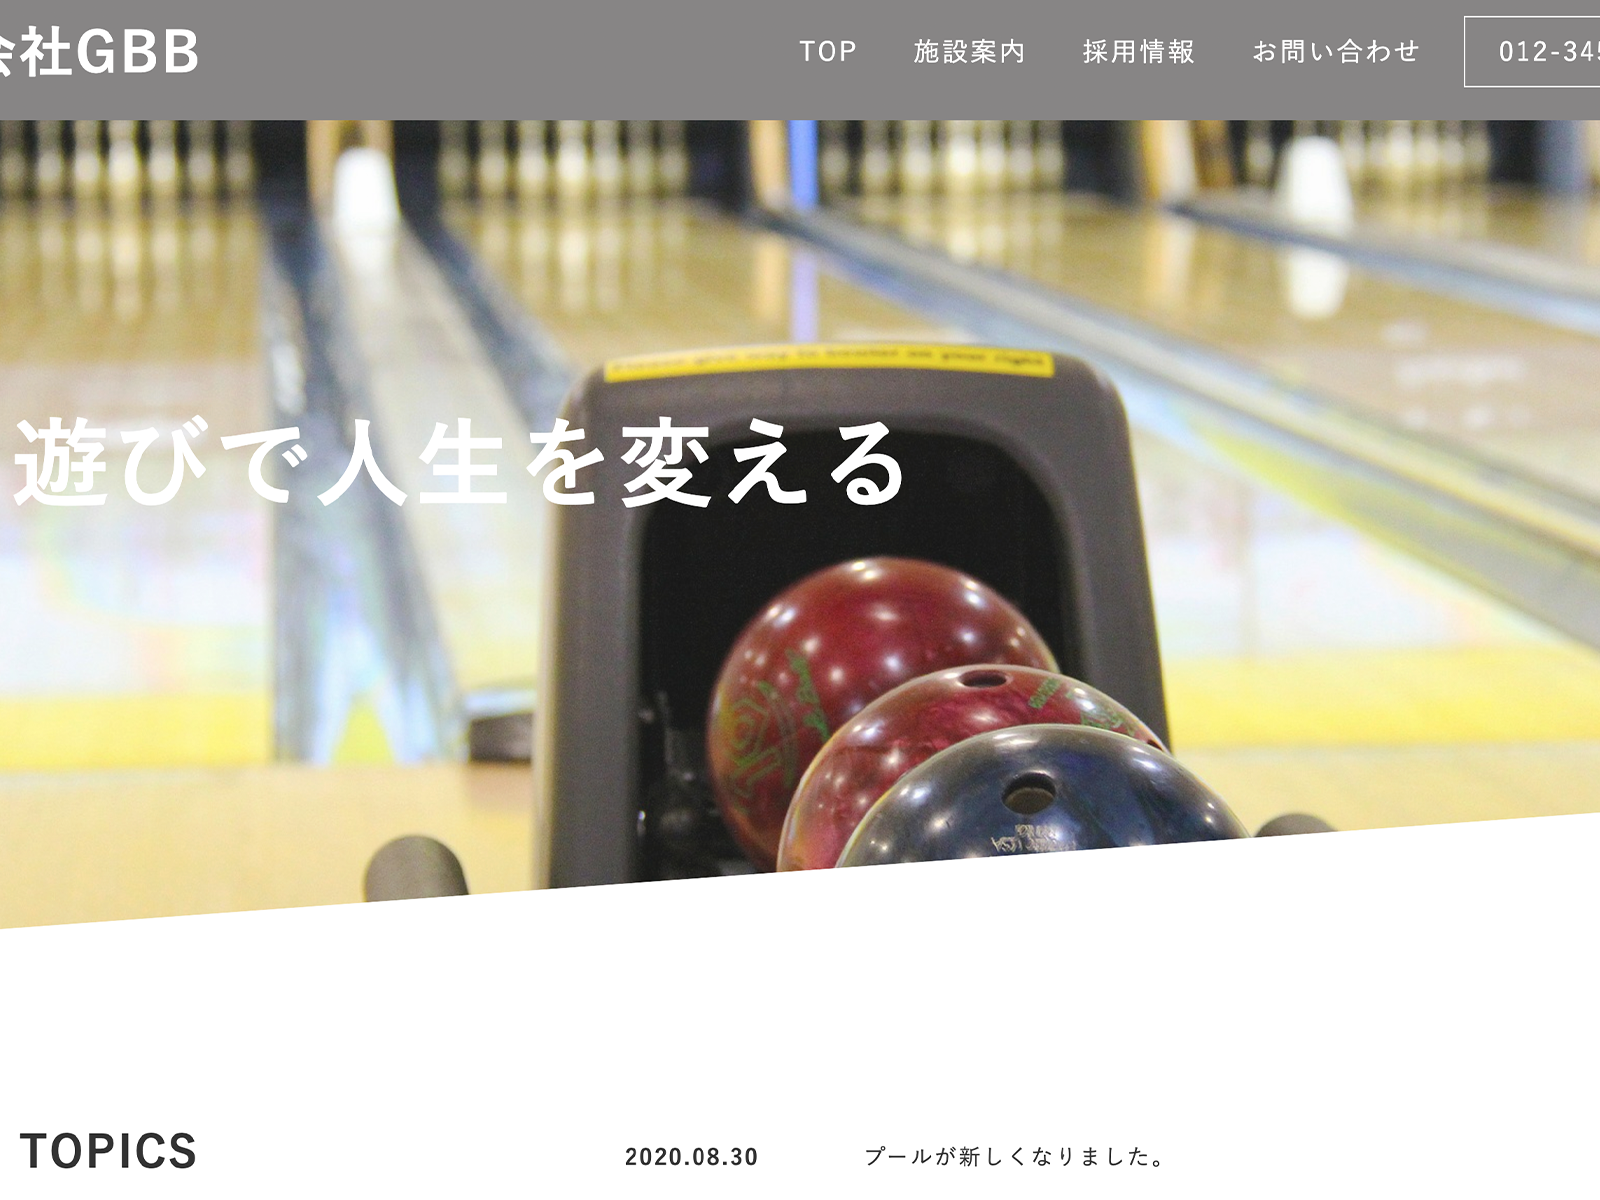 会社GBB
TOP 施設案内 採用情報 お問い合わせ 012-345
遊びで人生を変える
TOPICS
2020.08.30 プールが新しくなりました。